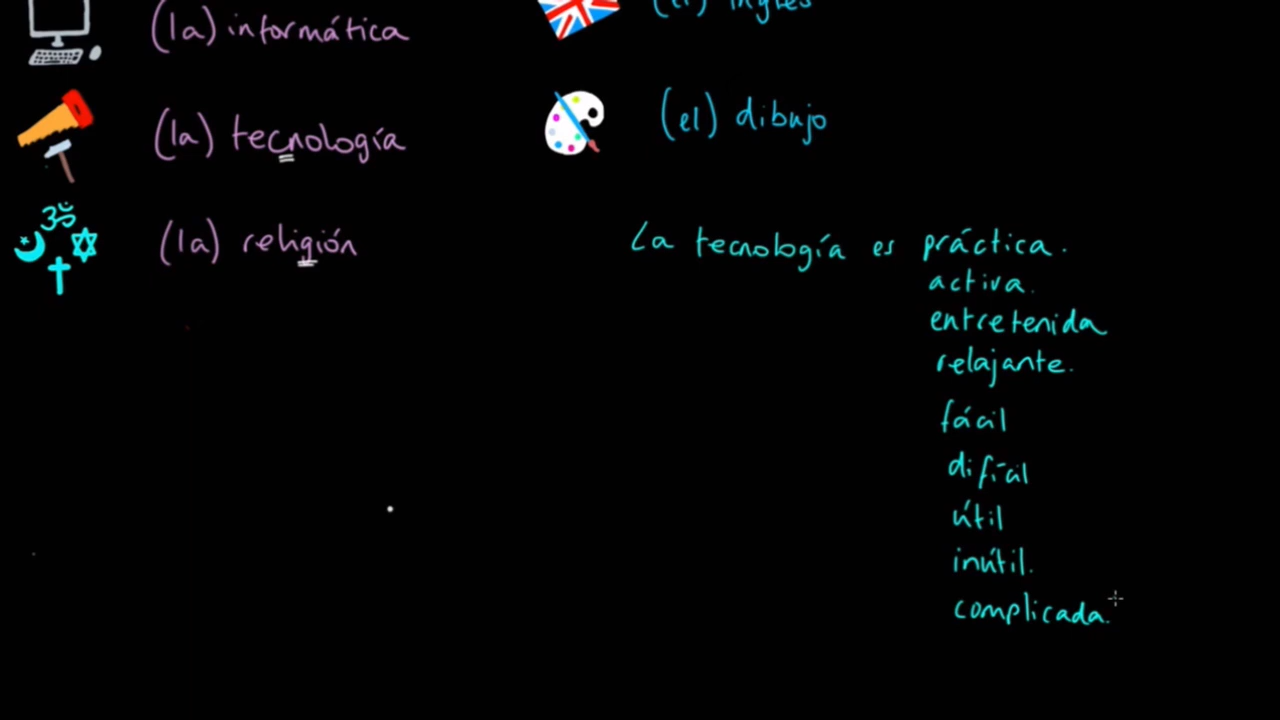 (la) informática
(la) tecnología
(la) religión
inglés
(el) dibujo
La tecnología es práctica.
activa.
entretenida
relajante.
fácil
difícil
útil
inútil.
complicada.